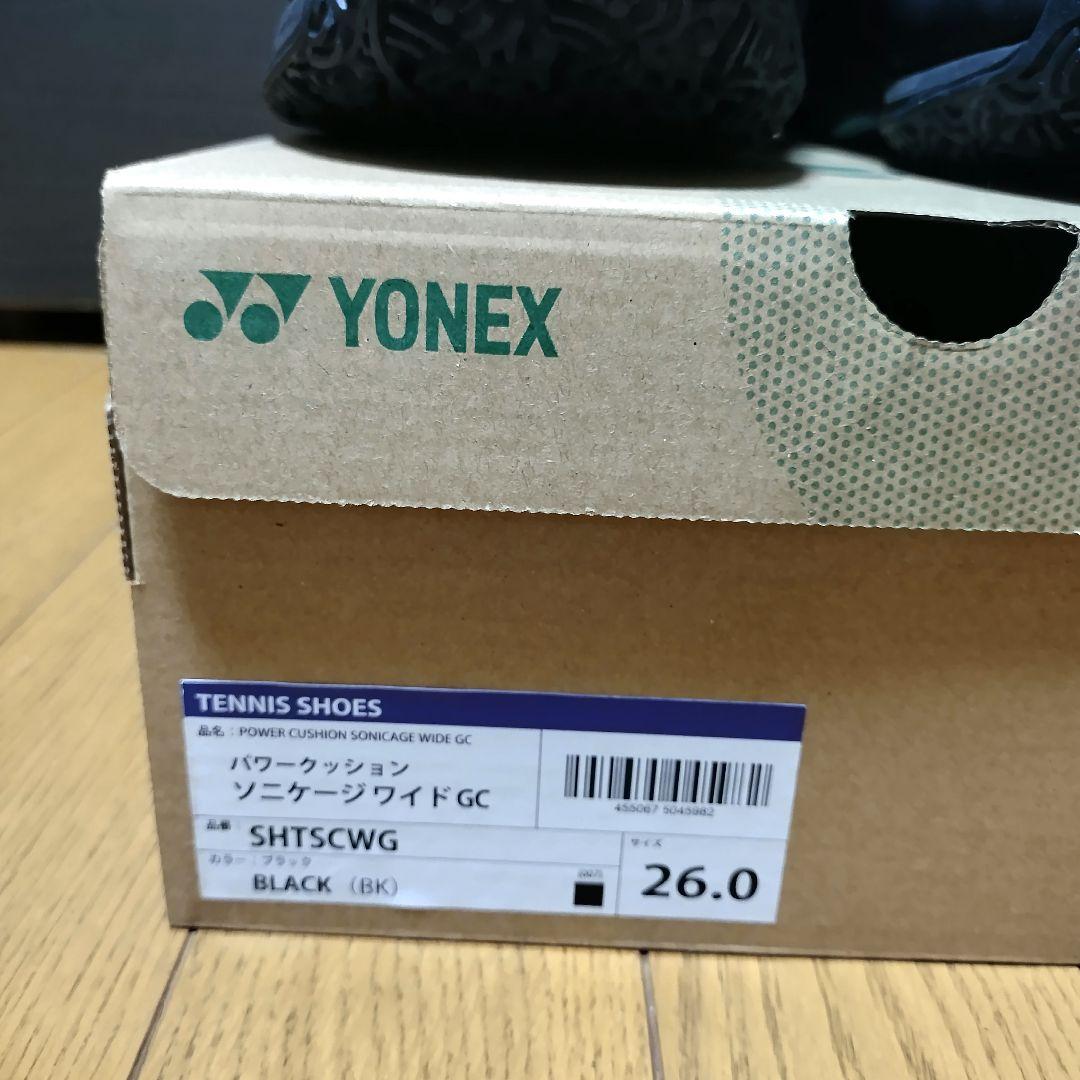 YONEX
TENNIS SHOES
品名：POWER CUSHION SONICAGE WIDE GC
パワークッション
ソニケージワイドGC
455067 5045982
品番
SHTSCWG
サイズ
カラー：ブラック
BLACK（BK）
26.0